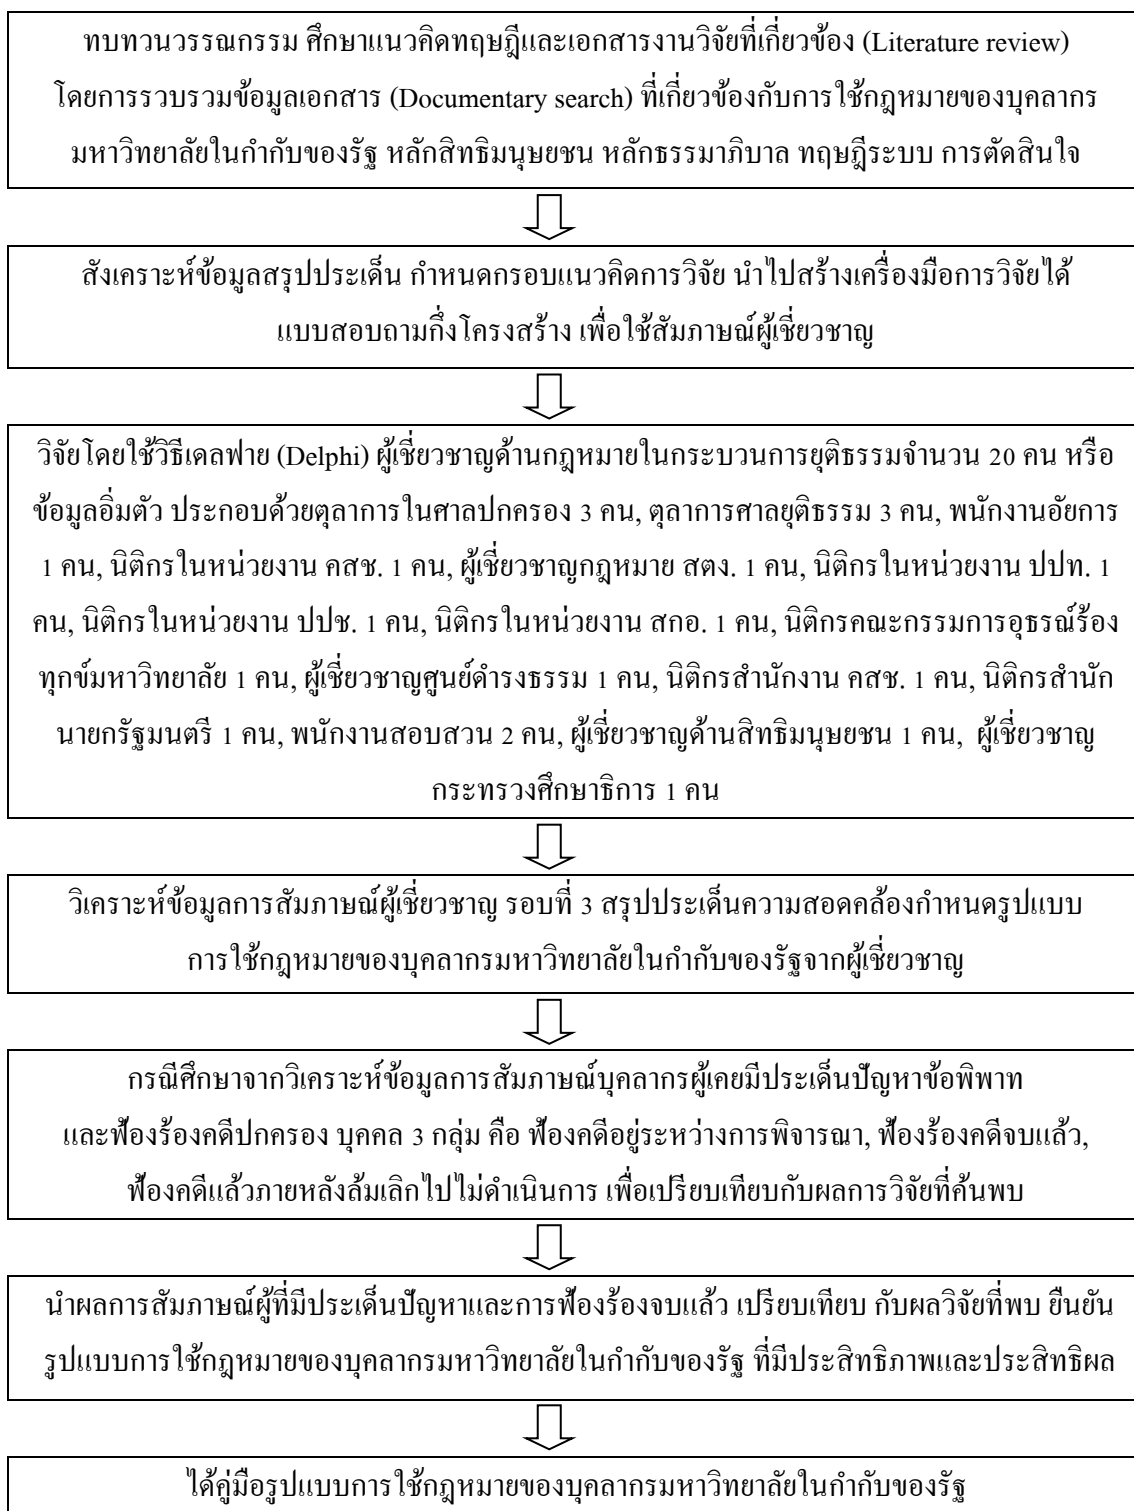 ทบทวนวรรณกรรม ศึกษาแนวคิดทฤษฎีและเอกสารงานวิจัยที่เกี่ยวข้อง (Literature review)
โดยการรวบรวมข้อมูลเอกสาร (Documentary search) ที่เกี่ยวข้องกับการใช้กฎหมายของบุคลากร
มหาวิทยาลัยในกำกับของรัฐ หลักสิทธิมนุษยชน หลักธรรมาภิบาล ทฤษฎีระบบ การตัดสินใจ
สังเคราะห์ข้อมูลสรุปประเด็น กำหนดกรอบแนวคิดการวิจัย นำไปสร้างเครื่องมือการวิจัยได้
แบบสอบถามกึ่งโครงสร้าง เพื่อใช้สัมภาษณ์ผู้เชี่ยวชาญ
วิจัยโดยใช้วิธีเดลฟาย (Delphi) ผู้เชี่ยวชาญด้านกฎหมายในกระบวนการยุติธรรมจำนวน 20 คน หรือ
ข้อมูลอิ่มตัว ประกอบด้วยตุลาการในศาลปกครอง 3 คน, ตุลาการศาลยุติธรรม 3 คน, พนักงานอัยการ
1 คน, นิติกรในหน่วยงาน คสช. 1 คน, ผู้เชี่ยวชาญกฎหมาย สตง. 1 คน, นิติกรในหน่วยงาน ปปท. 1
คน, นิติกรในหน่วยงาน ปปช. 1 คน, นิติกรในหน่วยงาน สกอ. 1 คน, นิติกรคณะกรรมการอุธรณ์ร้อง
ทุกข์มหาวิทยาลัย 1 คน, ผู้เชี่ยวชาญศูนย์ดำรงธรรม 1 คน, นิติกรสำนักงาน คสช. 1 คน, นิติกรสำนัก
นายกรัฐมนตรี 1 คน, พนักงานสอบสวน 2 คน, ผู้เชี่ยวชาญด้านสิทธิมนุษยชน 1 คน, ผู้เชี่ยวชาญ
กระทรวงศึกษาธิการ 1 คน
วิเคราะห์ข้อมูลการสัมภาษณ์ผู้เชี่ยวชาญ รอบที่ 3 สรุปประเด็นความสอดคล้องกำหนดรูปแบบ
การใช้กฎหมายของบุคลากรมหาวิทยาลัยในกำกับของรัฐจากผู้เชี่ยวชาญ
กรณีศึกษาจากวิเคราะห์ข้อมูลการสัมภาษณ์บุคลากรผู้เคยมีประเด็นปัญหาข้อพิพาท
และฟ้องร้องคดีปกครอง บุคคล 3 กลุ่ม คือ ฟ้องคดีอยู่ระหว่างการพิจารณา, ฟ้องร้องคดีจบแล้ว,
ฟ้องคดีแล้วภายหลังล้มเลิกไปไม่ดำเนินการ เพื่อเปรียบเทียบกับผลการวิจัยที่ค้นพบ
นำผลการสัมภาษณ์ผู้ที่มีประเด็นปัญหาและการฟ้องร้องจบแล้ว เปรียบเทียบ กับผลวิจัยที่พบ ยืนยัน
รูปแบบการใช้กฎหมายของบุคลากรมหาวิทยาลัยในกำกับของรัฐ ที่มีประสิทธิภาพและประสิทธิผล
ได้คู่มือรูปแบบการใช้กฎหมายของบุคลากรมหาวิทยาลัยในกำกับของรัฐ